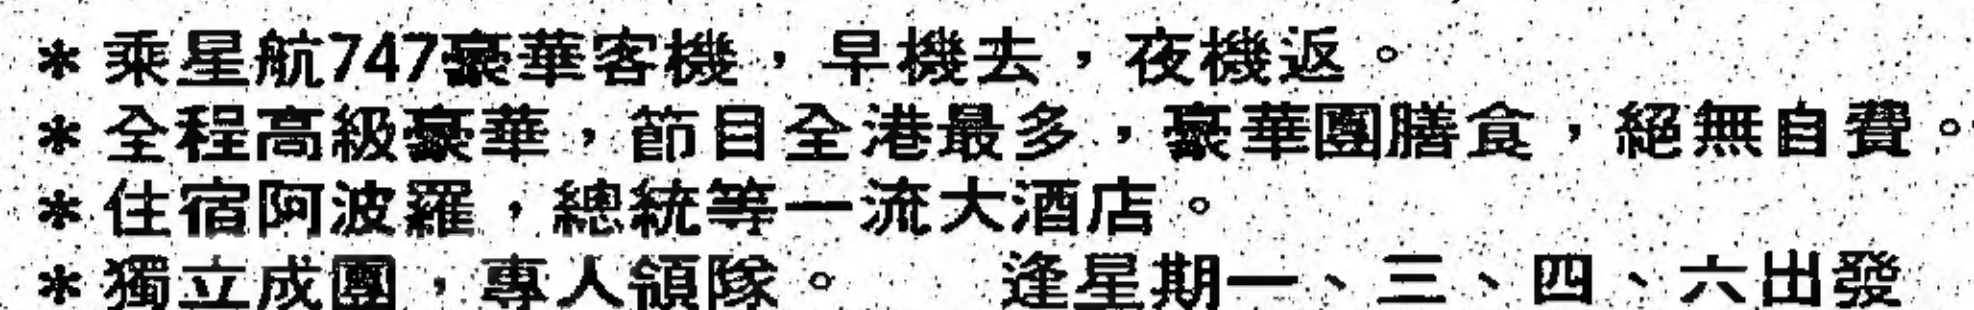 ＊乘星航747豪華客機，早機去，夜機返。
＊全程高級豪華，節目全港最多，豪華團膳食，絕無自費。
＊住宿阿波羅，總統等一流大酒店。
＊獨立成團，專人領隊。　逢星期一、三、四、六出發